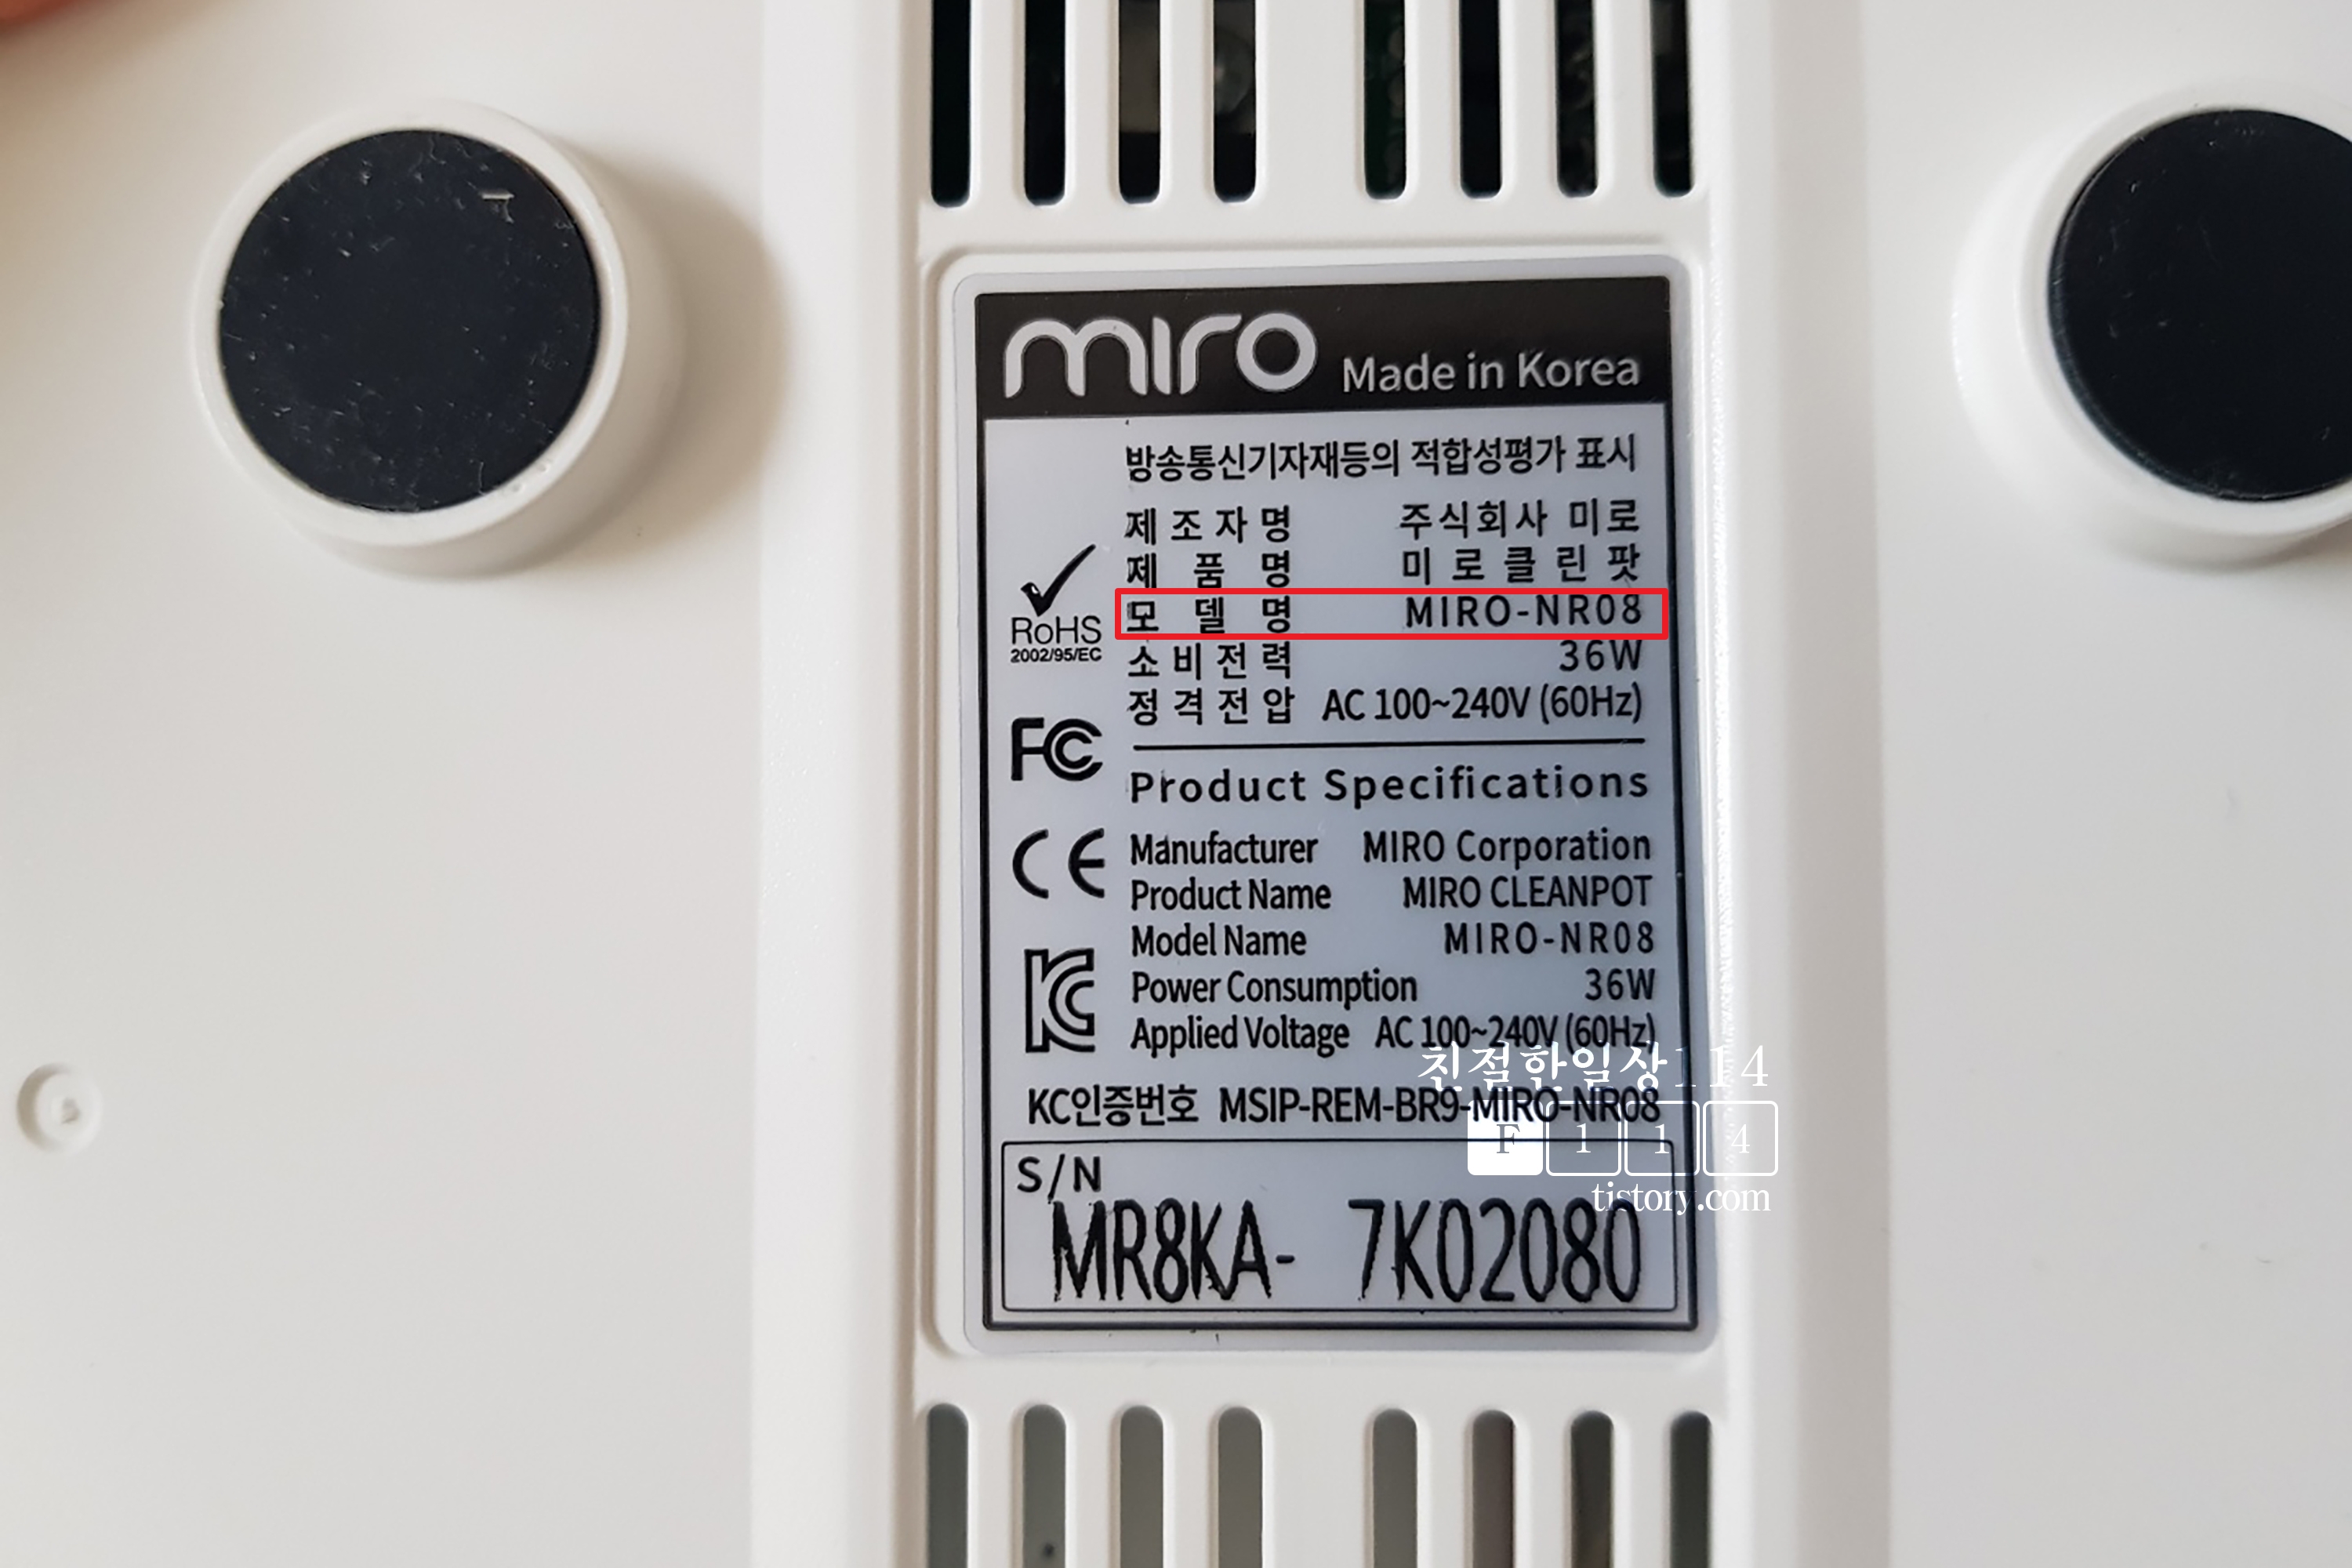 miro Made in Korea
방송통신기자재등의 적합성평가 표시
제조자명 주식회사 미로
제품명 미로클린팟
모델명 MIRO-NR08
소비전력 36W
정격전압 AC 100~240V (60Hz)
RoHS
2002/95/EC
FC
CE
KC
Product Specifications
Manufacturer MIRO Corporation
Product Name MIRO CLEANPOT
Model Name MIRO-NR08
Power Consumption 36W
Applied Voltage AC 100~240V (60Hz)
친절한일상114
KC인증번호 MSIP-REM-BR9-MIRO-NR08
F 1 1 4
tistory.com
S/N
MR8KA- 7K02080